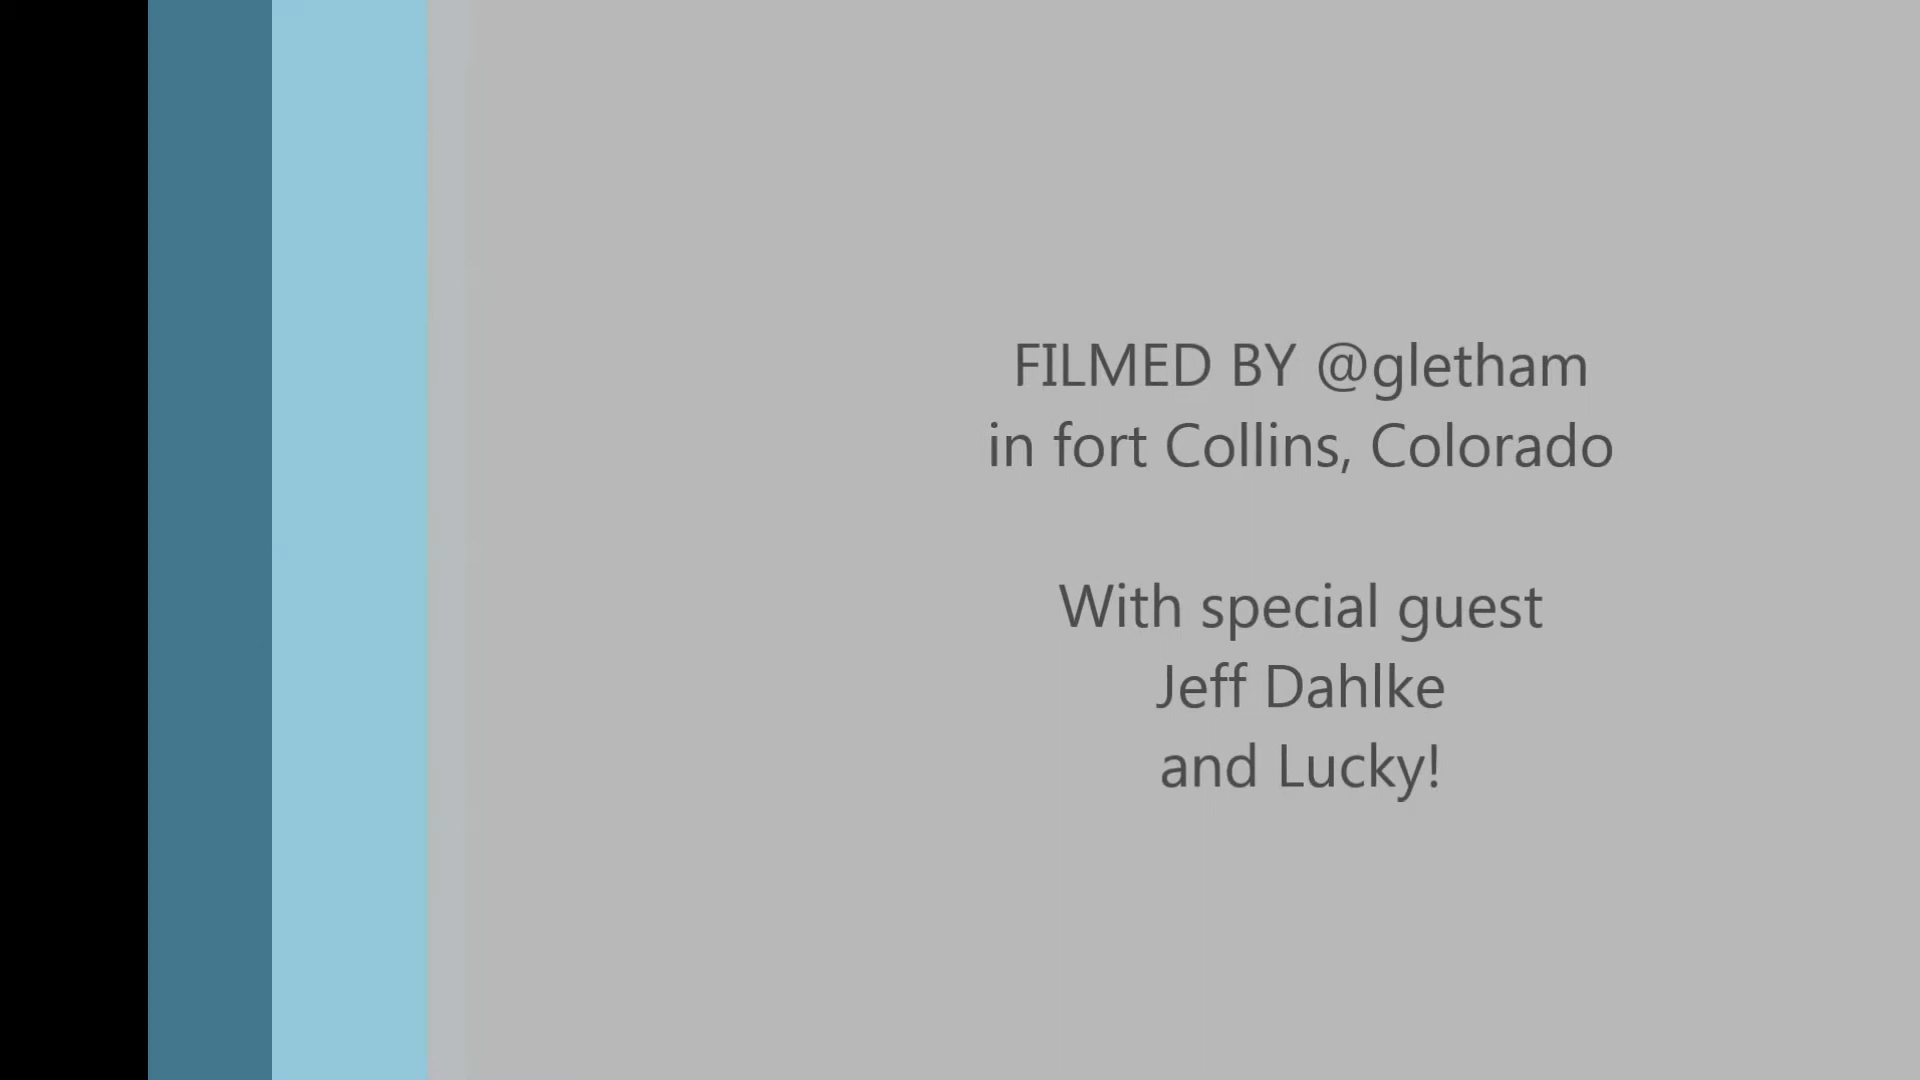 FILMED BY @gletham
in fort Collins, Colorado
With special guest
Jeff Dahlke
and Lucky!